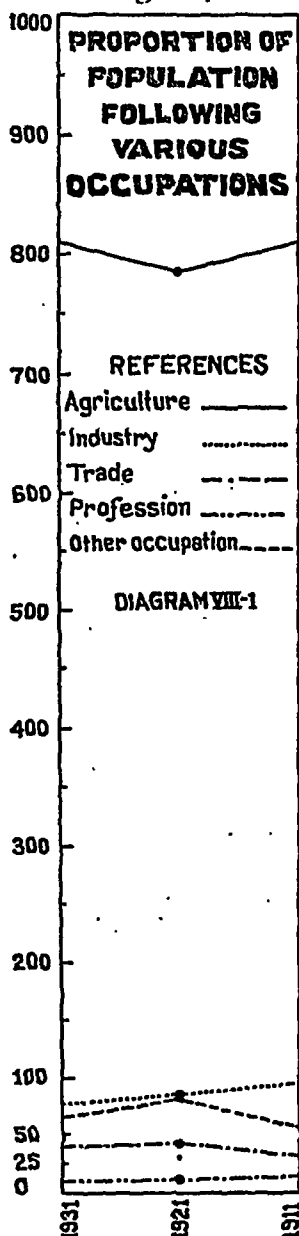 1000
PROPORTION OF
POPULATION
FOLLOWING
VARIOUS
OCCUPATIONS
900
800
700
REFERENCES
Agriculture
Industry
Trade
600
Profession
Other occupation
DIAGRAM VIII-1
500
400
300
200
100
50
25
0
1931
1921
1911